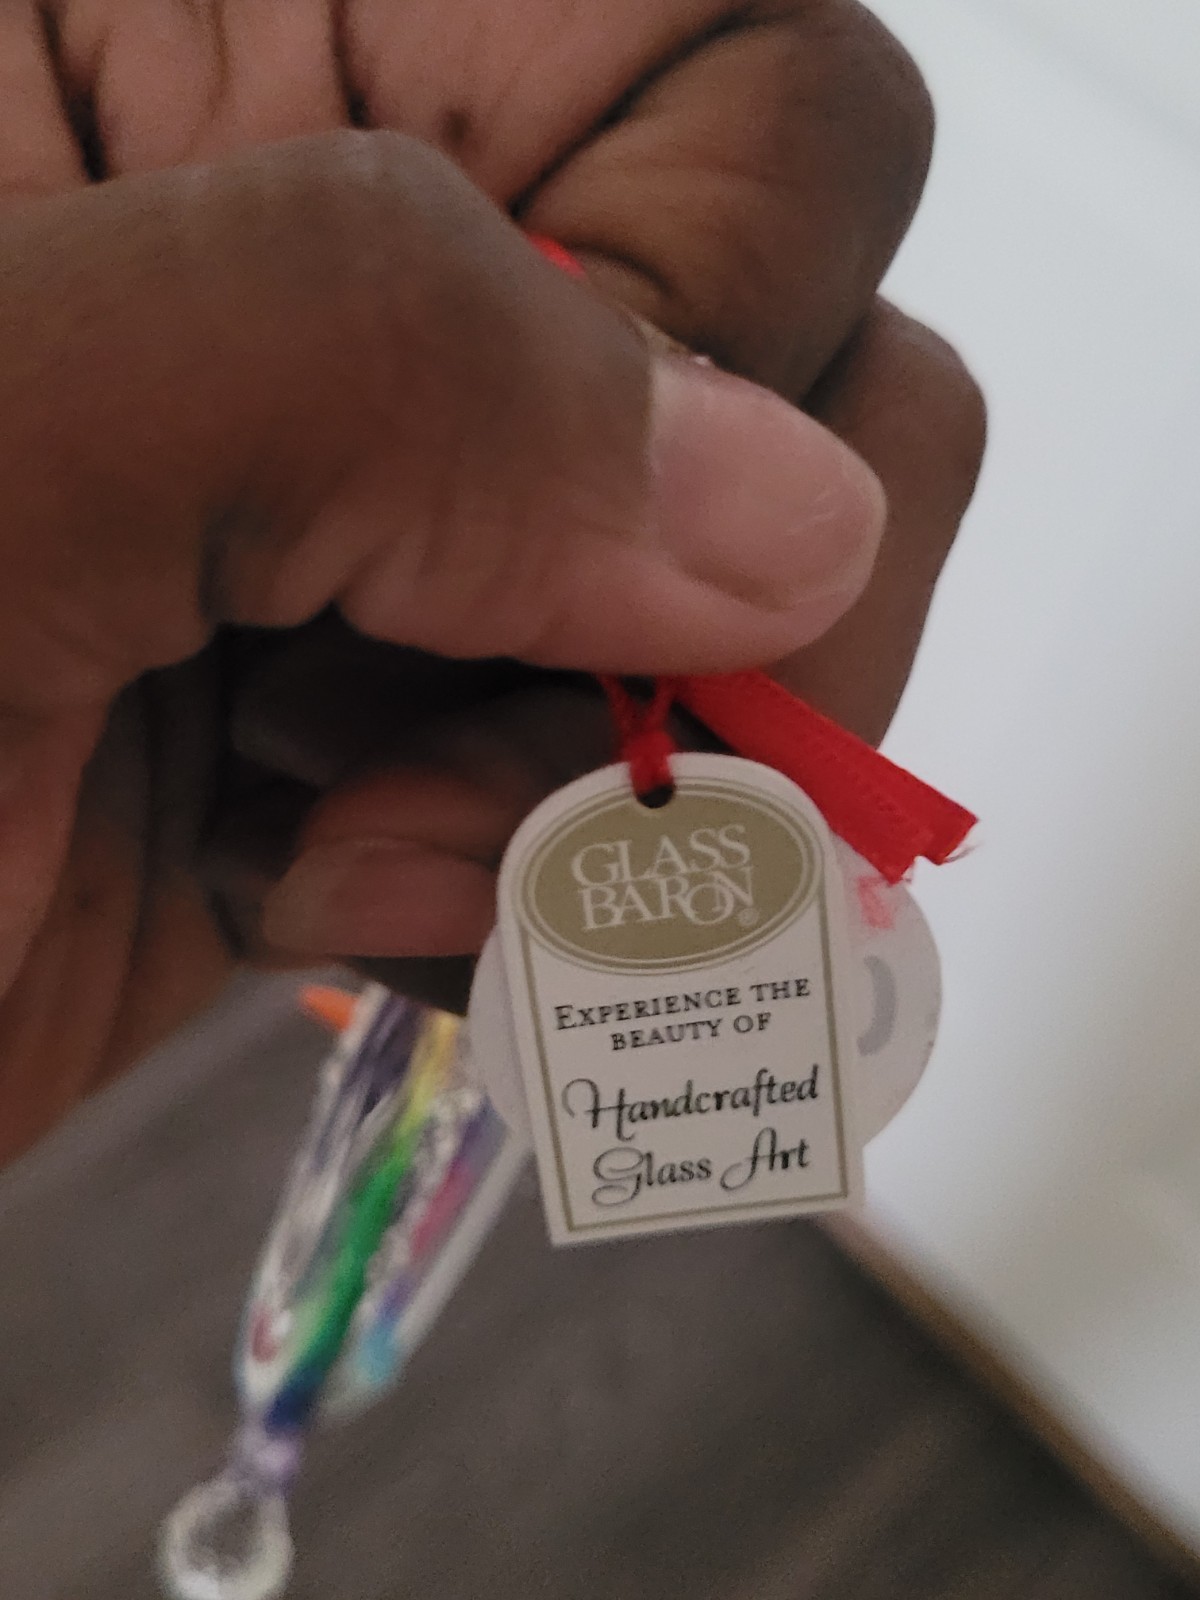 GLASS
BARON®
EXPERIENCE THE
BEAUTY OF
Handcrafted
Glass Art